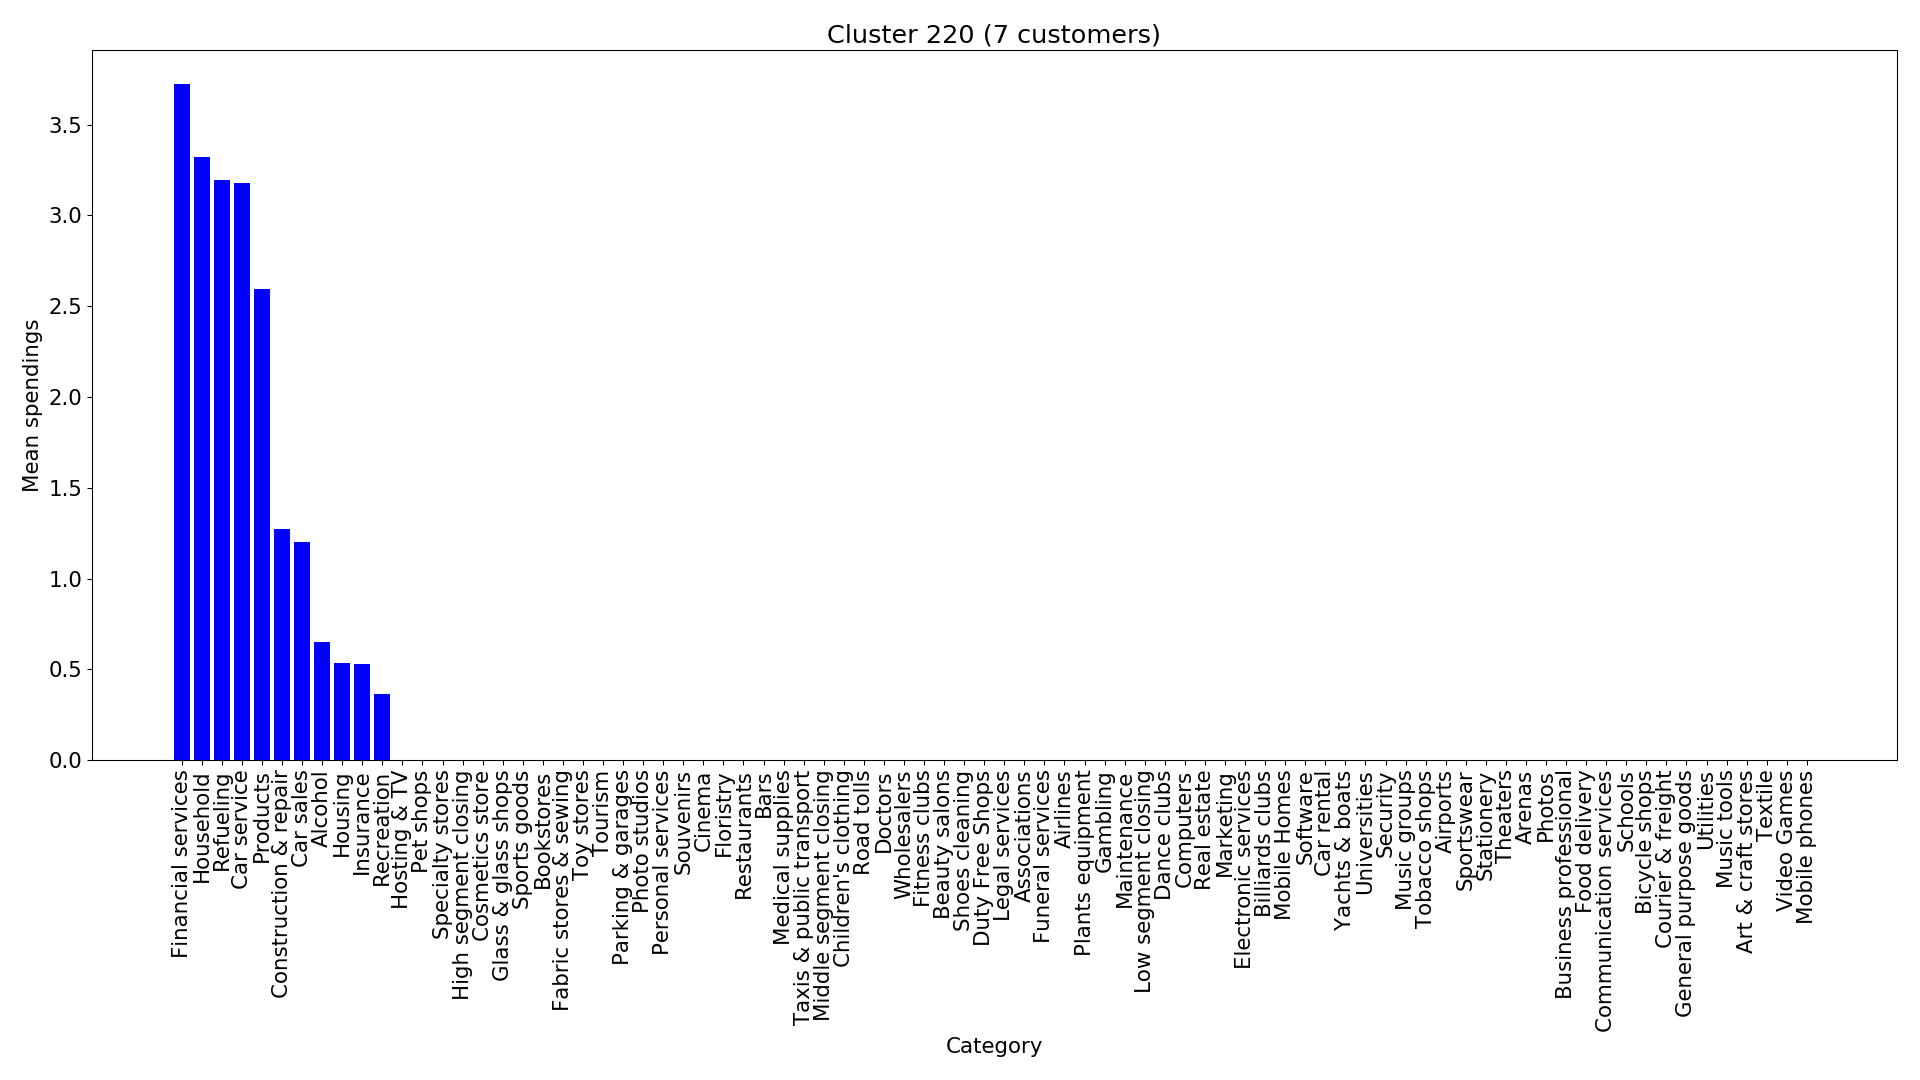 Cluster 220 (7 customers)
Mean spendings
3.5
3.0
2.5
2.0
1.5
1.0
0.5
0.0
Financial services
Household
Refueling
Car service
Products
Construction & repair
Car sales
Alcohol
Housing
Insurance
Recreation
Hosting & TV
Pet shops
Specialty stores
High segment closing
Cosmetics store
Glass & glass shops
Sports goods
Bookstores
Fabric stores & sewing
Toy stores
Tourism
Parking & garages
Photo studios
Personal services
Souvenirs
Cinema
Floristry
Restaurants
Bars
Medical supplies
Taxis & public transport
Middle segment closing
Children's clothing
Road tolls
Doctors
Wholesalers
Fitness clubs
Beauty salons
Shoes cleaning
Duty Free Shops
Legal services
Associations
Funeral services
Airlines
Plants equipment
Gambling
Maintenance
Low segment closing
Dance clubs
Computers
Real estate
Marketing
Electronic services
Billiards clubs
Mobile Homes
Software
Car rental
Yachts & boats
Universities
Security
Music groups
Tobacco shops
Airports
Sportswear
Stationery
Theaters
Arenas
Photos
Business professional
Food delivery
Communication services
Schools
Bicycle shops
Courier & freight
General purpose goods
Utilities
Music tools
Art & craft stores
Textile
Video Games
Mobile phones
Category